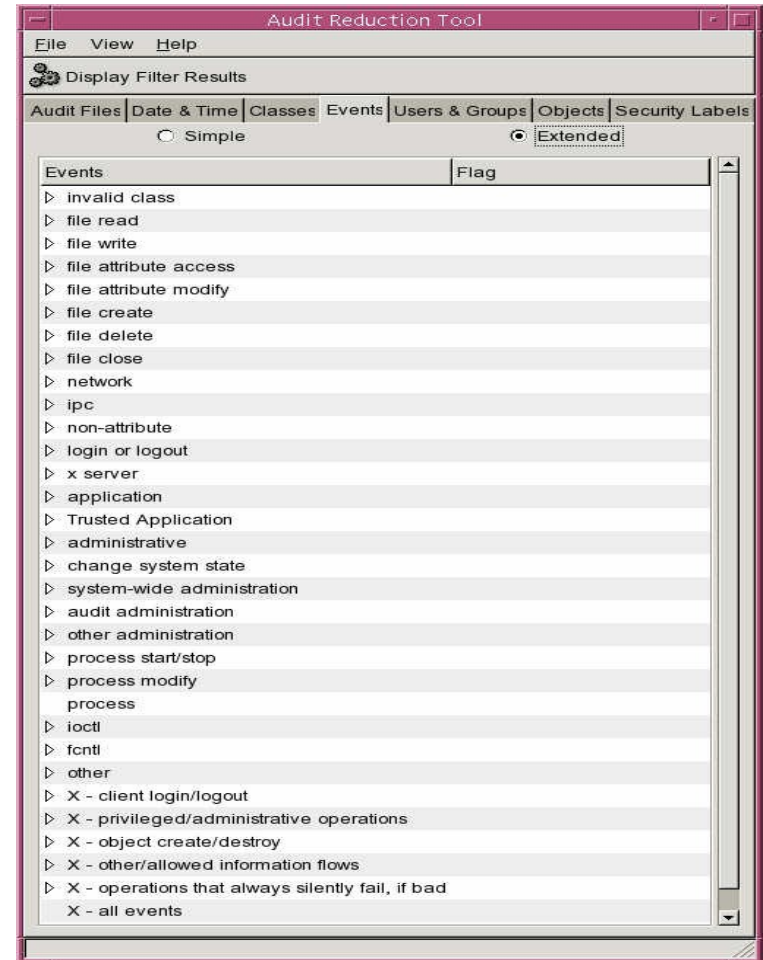 Audit Reduction Tool
File View Help
Display Filter Results
Audit Files Date & Time Classes Events Users & Groups Objects Security Labels
Simple Extended
Events Flag
invalid class
file read
file write
file attribute access
file attribute modify
file create
file delete
file close
network
ipc
non-attribute
login or logout
x server
application
Trusted Application
administrative
change system state
system-wide administration
audit administration
other administration
process start/stop
process modify
process
ioctl
fcntl
other
X - client login/logout
X - privileged/administrative operations
X - object create/destroy
X - other/allowed information flows
X - operations that always silently fail, if bad
X - all events